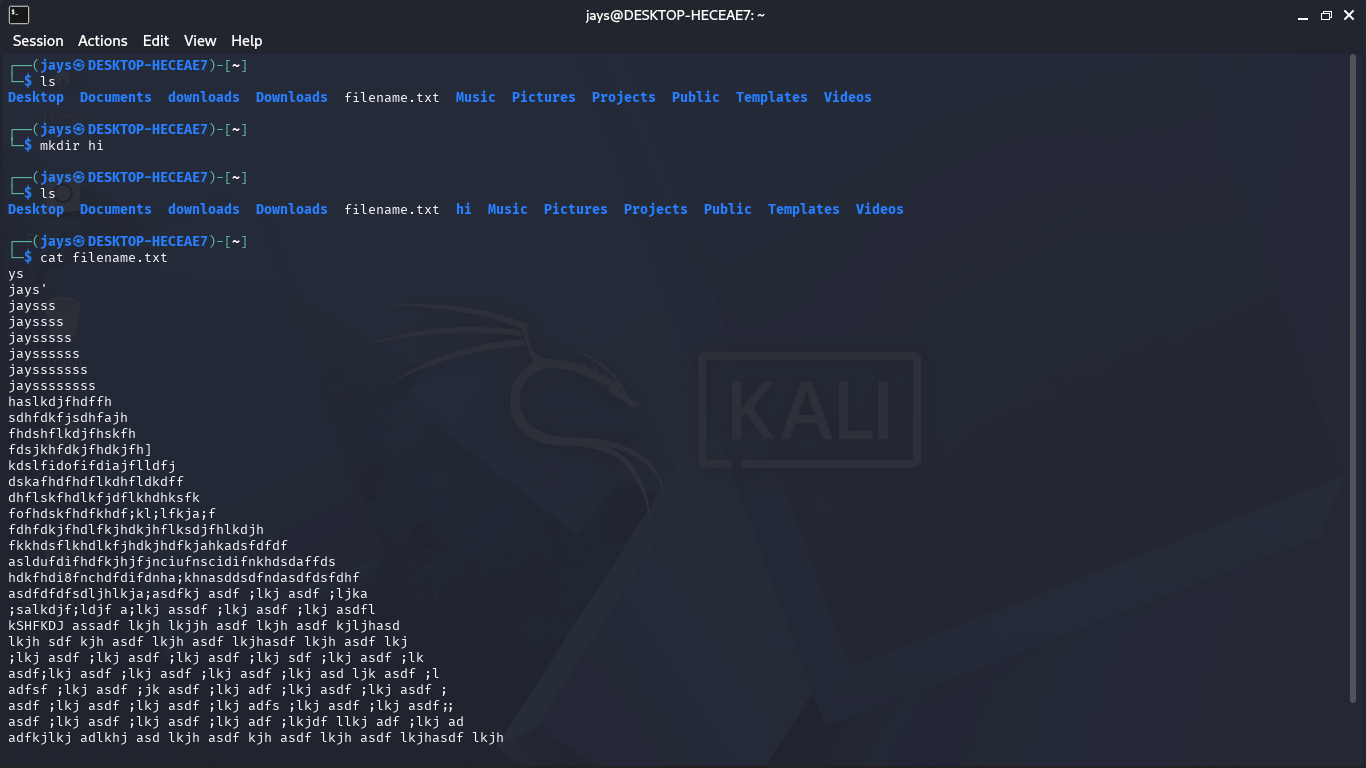 jays@DESKTOP-HECEAE7: ~
Session Actions Edit View Help
┌──(jays㉿DESKTOP-HECEAE7)-[~]
└─$ ls
Desktop Documents downloads Downloads filename.txt Music Pictures Projects Public Templates Videos
┌──(jays㉿DESKTOP-HECEAE7)-[~]
└─$ mkdir hi
┌──(jays㉿DESKTOP-HECEAE7)-[~]
└─$ ls
Desktop Documents downloads Downloads filename.txt hi Music Pictures Projects Public Templates Videos
┌──(jays㉿DESKTOP-HECEAE7)-[~]
└─$ cat filename.txt
ys
jays'
jaysss
jayssss
jaysssss
jayssssss
jaysssssss
jayssssssss
haslkdjfhdffh
sdhfdkfjsdhfajh
fhdshflkdjfhskfh
fdsjkhfdkjfhdkjfh]
kdslfidofifdiajflldfj
dskafhdfhdflkdhfldkdff
dhflskfhdlkfjdflkhdhksfk
fofhdskfhdfkhdf;kl;lfkja;f
fdhfdkjfhdlfkjhdkjhflksdjfhlkdjh
fkkhdsflkhdlkfjhdkjhdfkjahkadsfdfdf
asldufdifhdfkjhjfjnciufnscidifnkhdsdaffds
hdkfhdi8fnchdfdifdnha;khnasddsdfndasdfdsfdhf
asdfdfdfsdljhlkja;asdfkj asdf ;lkj asdf ;ljka
;salkdjf;ldjf a;lkj assdf ;lkj asdf ;lkj asdfl
kSHFKDJ assadf lkjh lkjjh asdf lkjh asdf kjljhasd
lkjh sdf kjh asdf lkjh asdf lkjhasdf lkjh asdf lkj
;lkj asdf ;lkj asdf ;lkj asdf ;lkj sdf ;lkj asdf ;lk
asdf;lkj asdf ;lkj asdf ;lkj asdf ;lkj asd ljk asdf ;l
adfsf ;lkj asdf ;jk asdf ;lkj adf ;lkj asdf ;lkj asdf ;
asdf ;lkj asdf ;lkj asdf ;lkj adfs ;lkj asdf ;lkj asdf;;
asdf ;lkj asdf ;lkj asdf ;lkj adf ;lkjdf llkj adf ;lkj ad
adfkjlkj adlkhj asd lkjh asdf kjh asdf lkjh asdf lkjhasdf lkjh
KALI